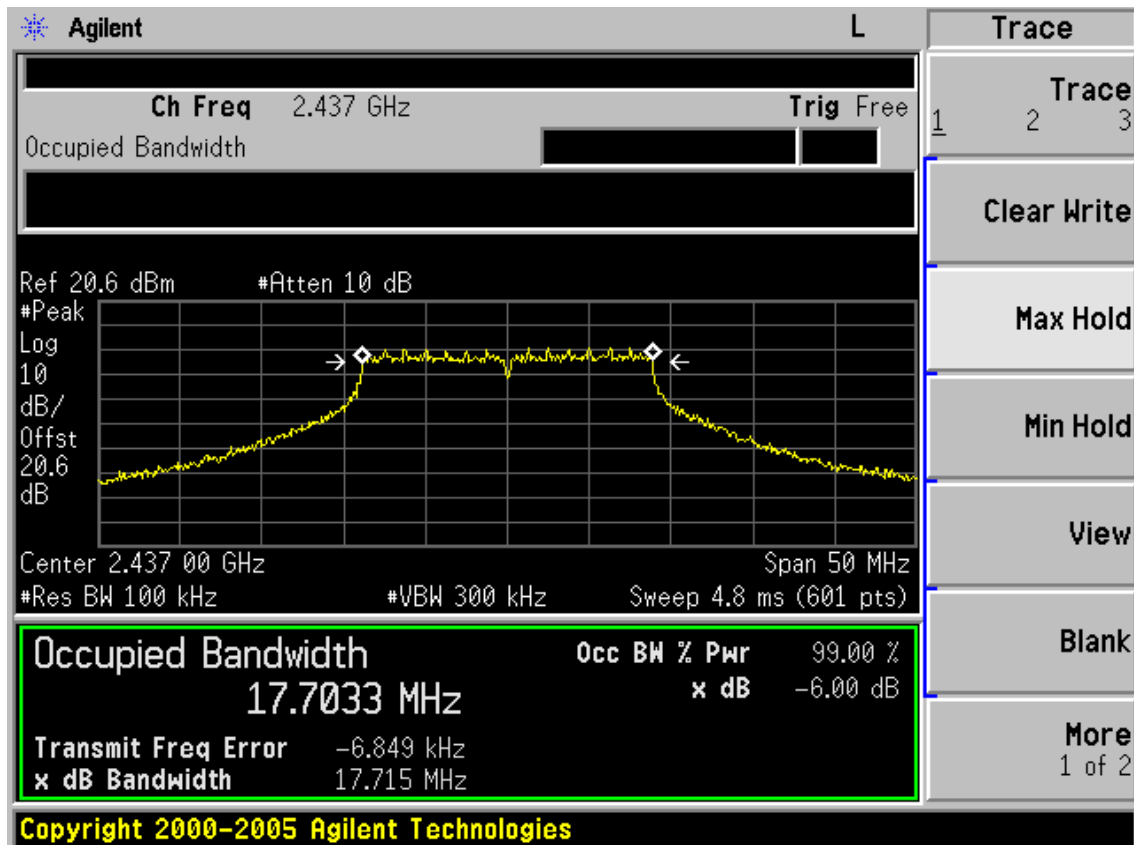 Agilent L Trace
Ch Freq 2.437 GHz Trig Free
Occupied Bandwidth
Trace
1 2 3
Clear Write
Max Hold
Min Hold
View
Blank
More
1 of 2
Ref 20.6 dBm #Atten 10 dB
#Peak
Log
10
dB/
Offst
20.6
dB
Center 2.437 00 GHz Span 50 MHz
#Res BW 100 kHz #VBW 300 kHz Sweep 4.8 ms (601 pts)
Occupied Bandwidth Occ BW % Pwr 99.00 %
17.7033 MHz x dB -6.00 dB
Transmit Freq Error -6.849 kHz
x dB Bandwidth 17.715 MHz
Copyright 2000-2005 Agilent Technologies